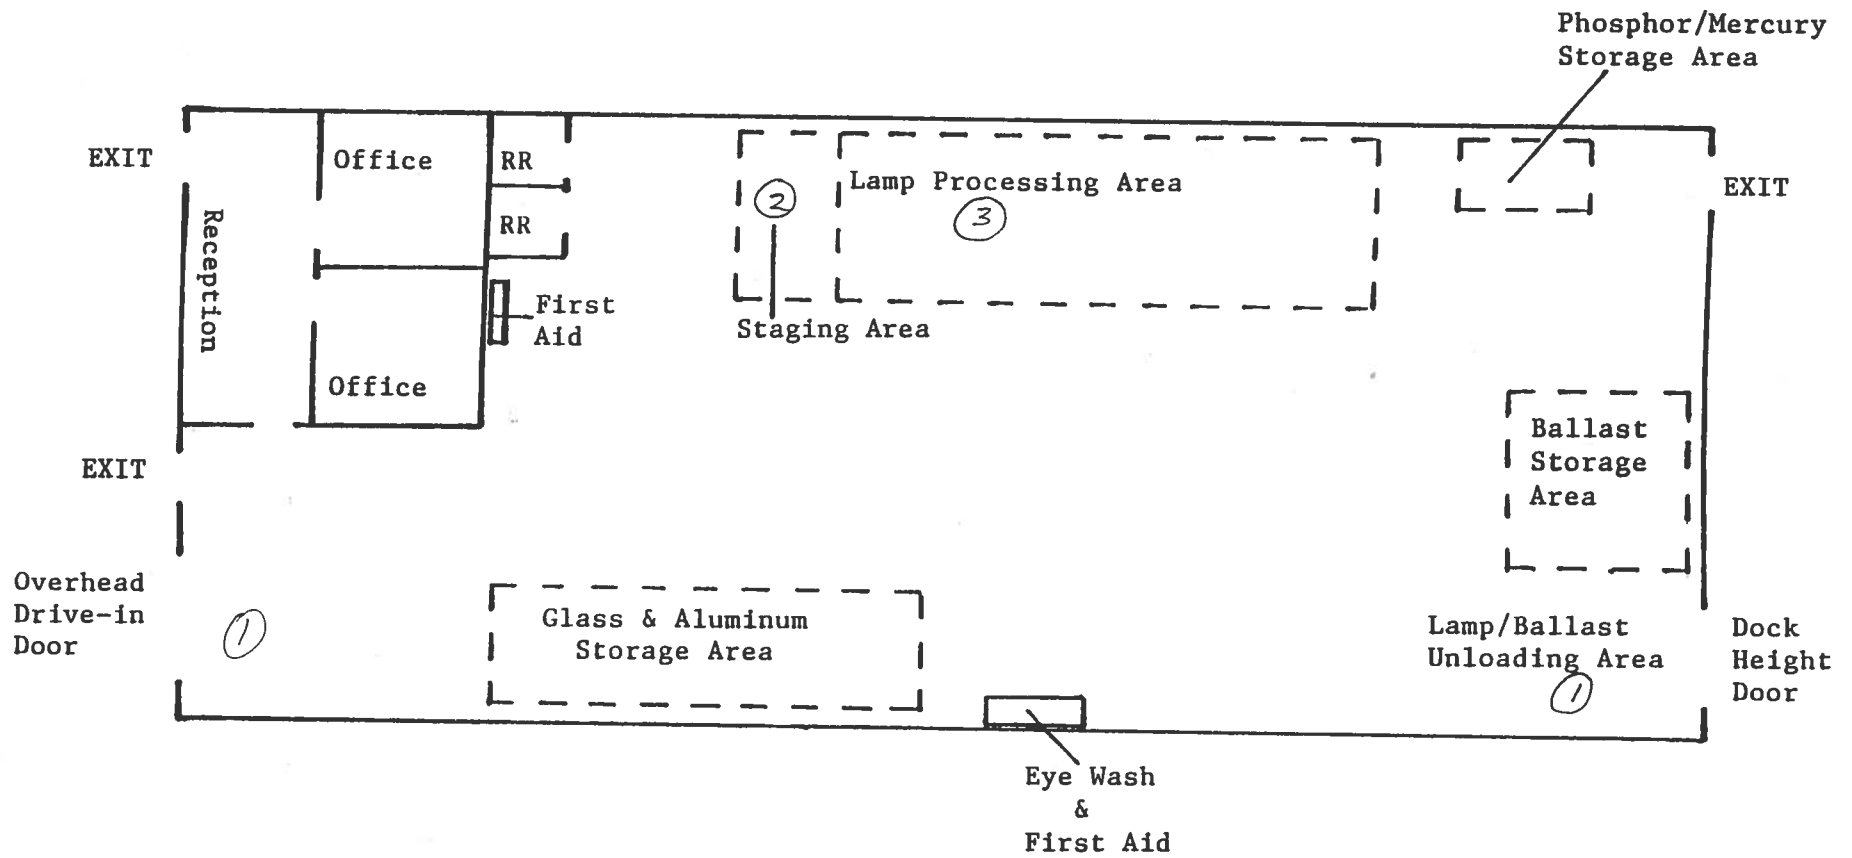 Phosphor/Mercury
Storage Area
EXIT
Office
RR
Lamp Processing Area
EXIT
2
3
RR
Reception
First
Aid
Staging Area
Office
Ballast
Storage
Area
EXIT
Overhead
Drive-in
Door
1
Glass & Aluminum
Storage Area
Lamp/Ballast
Unloading Area
1
Dock
Height
Door
Eye Wash
&
First Aid